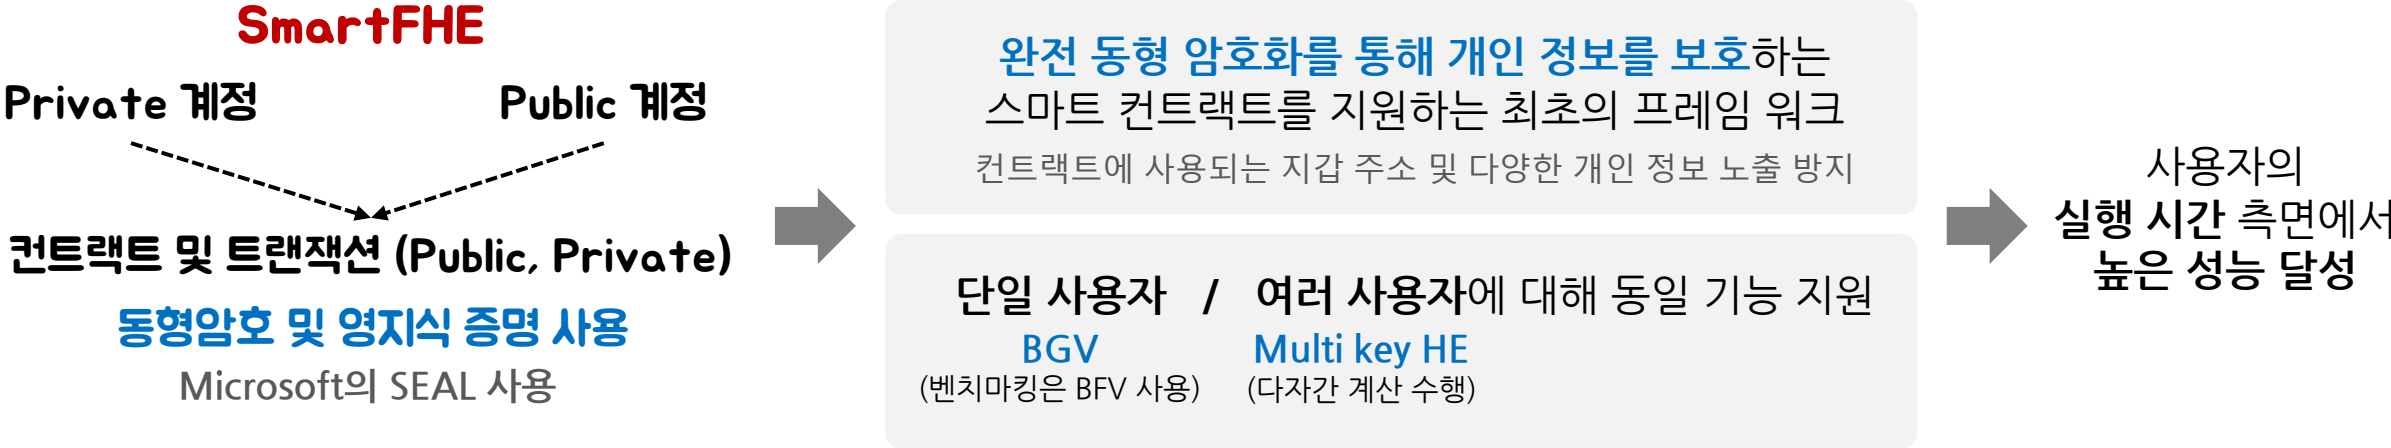 SmartFHE
Private 계정
Public 계정
컨트랙트 및 트랜잭션 (Public, Private)
동형암호 및 영지식 증명 사용
Microsoft의 SEAL 사용
완전 동형 암호화를 통해 개인 정보를 보호하는
스마트 컨트랙트를 지원하는 최초의 프레임 워크
컨트랙트에 사용되는 지갑 주소 및 다양한 개인 정보 노출 방지
단일 사용자 / 여러 사용자에 대해 동일 기능 지원
BGV
Multi key HE
(벤치마킹은 BFV 사용)
(다자간 계산 수행)
사용자의
실행 시간 측면에서
높은 성능 달성